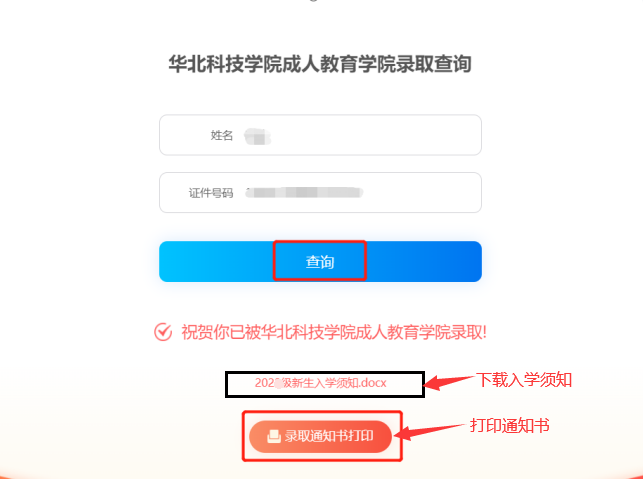 华北科技学院成人教育学院录取查询
姓名
证件号码
查询
祝贺你已被华北科技学院成人教育学院录取!
级新生入学须知.docx
下载入学须知
打印通知书
录取通知书打印